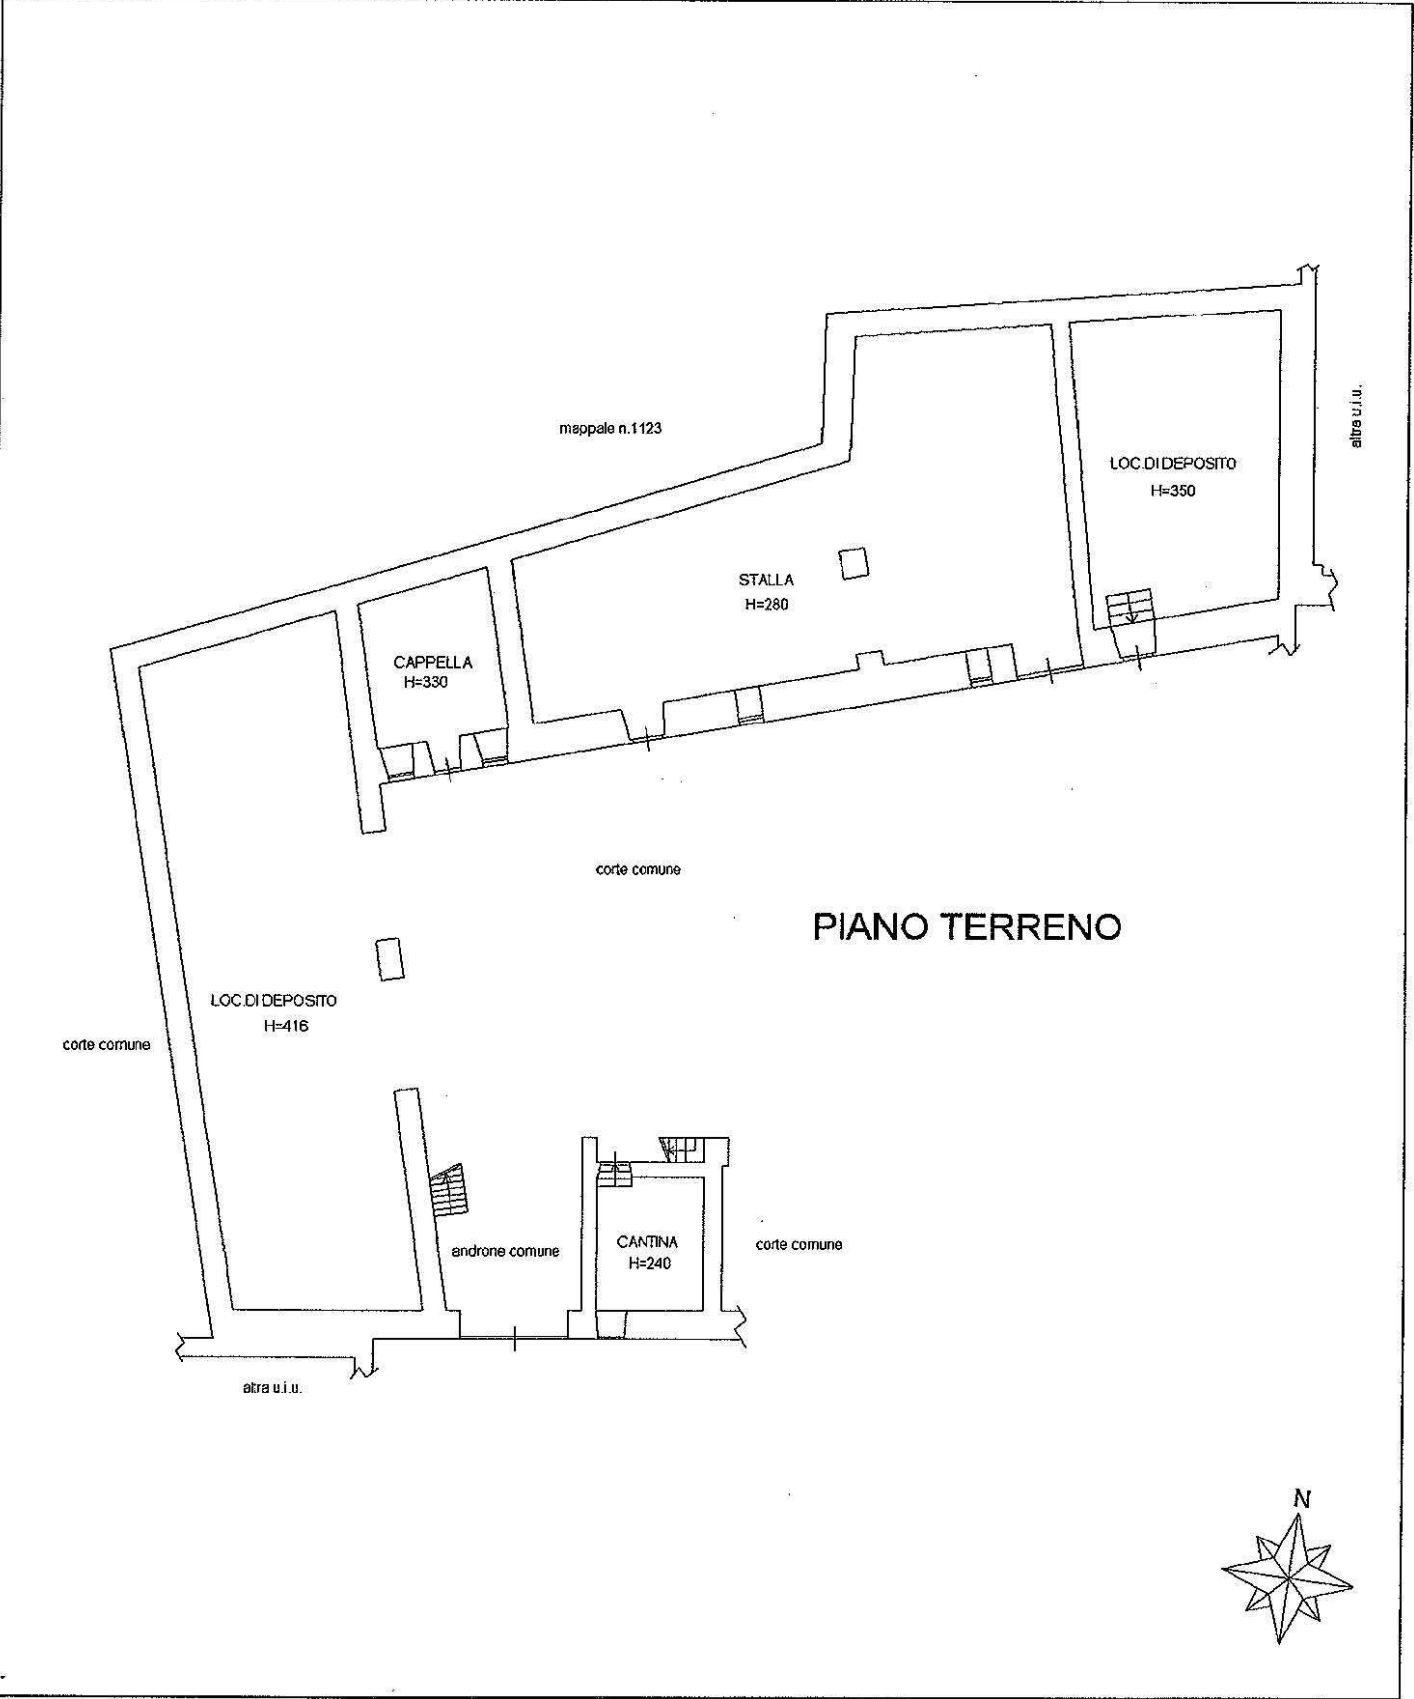 mappale n.1123
altra u.i.u.
LOC.DI DEPOSITO
H=350
STALLA
H=280
CAPPELLA
H=330
corte comune
PIANO TERRENO
LOC.DI DEPOSITO
H=416
corte comune
androne comune
CANTINA
H=240
corte comune
altra u.i.u.
N